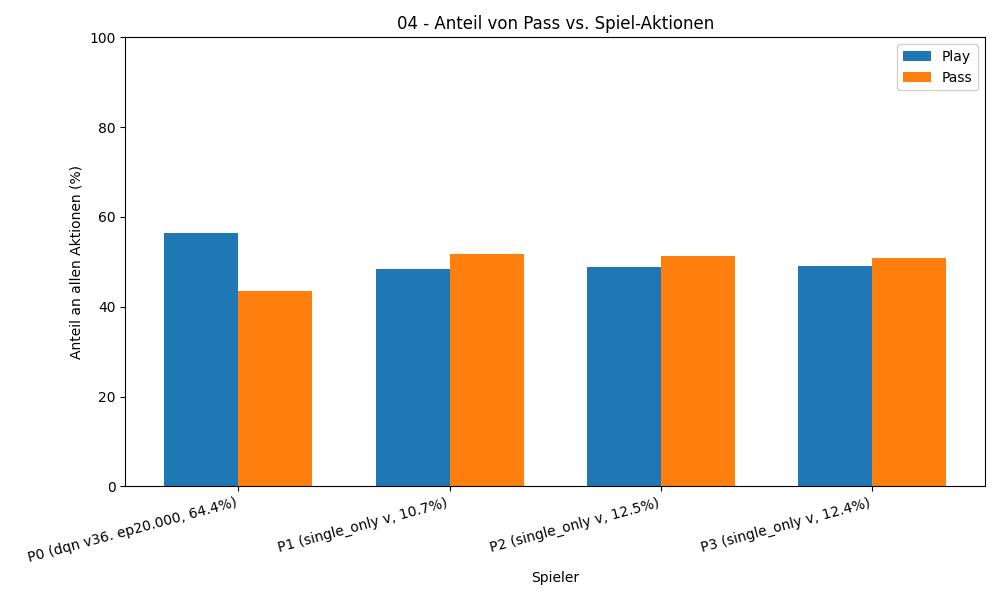 04 - Anteil von Pass vs. Spiel-Aktionen
Play
Pass
Anteil an allen Aktionen (%)
100
80
60
40
20
0
P0 (dqn v36. ep20.000, 64.4%)
P1 (single_only v, 10.7%)
P2 (single_only v, 12.5%)
P3 (single_only v, 12.4%)
Spieler